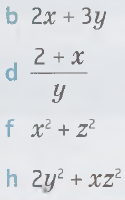 b 2x + 3y
d (2 + x)/y
f x² + z²
h 2y² + xz²